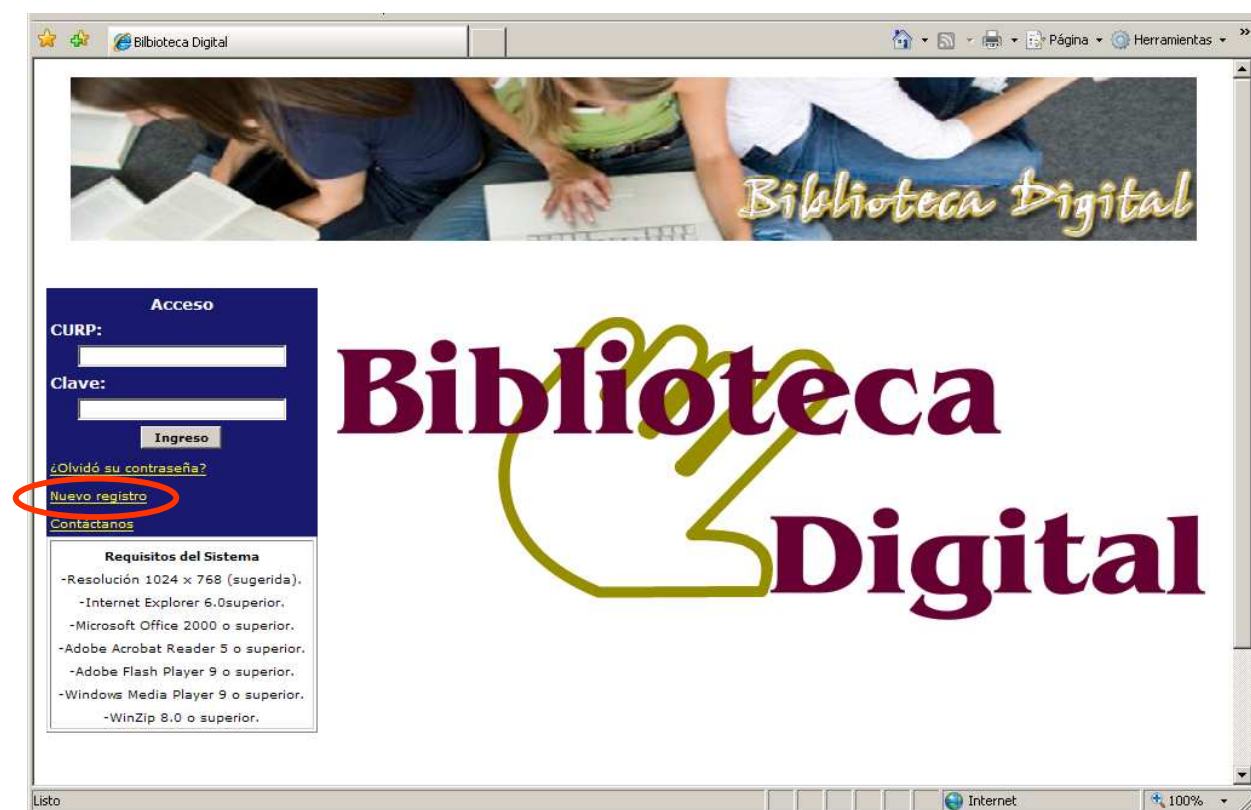 Bilbioteca Digital
Página
Herramientas
»
Biblioteca Digital
Acceso
CURP:
Clave:
Ingreso
¿Olvidó su contraseña?
Nuevo registro
Contáctanos
Requisitos del Sistema
-Resolución 1024 x 768 (sugerida).
-Internet Explorer 6.0superior.
-Microsoft Office 2000 o superior.
-Adobe Acrobat Reader 5 o superior.
-Adobe Flash Player 9 o superior.
-Windows Media Player 9 o superior.
-WinZip 8.0 o superior.
Biblioteca
Digital
Listo
Internet
100%